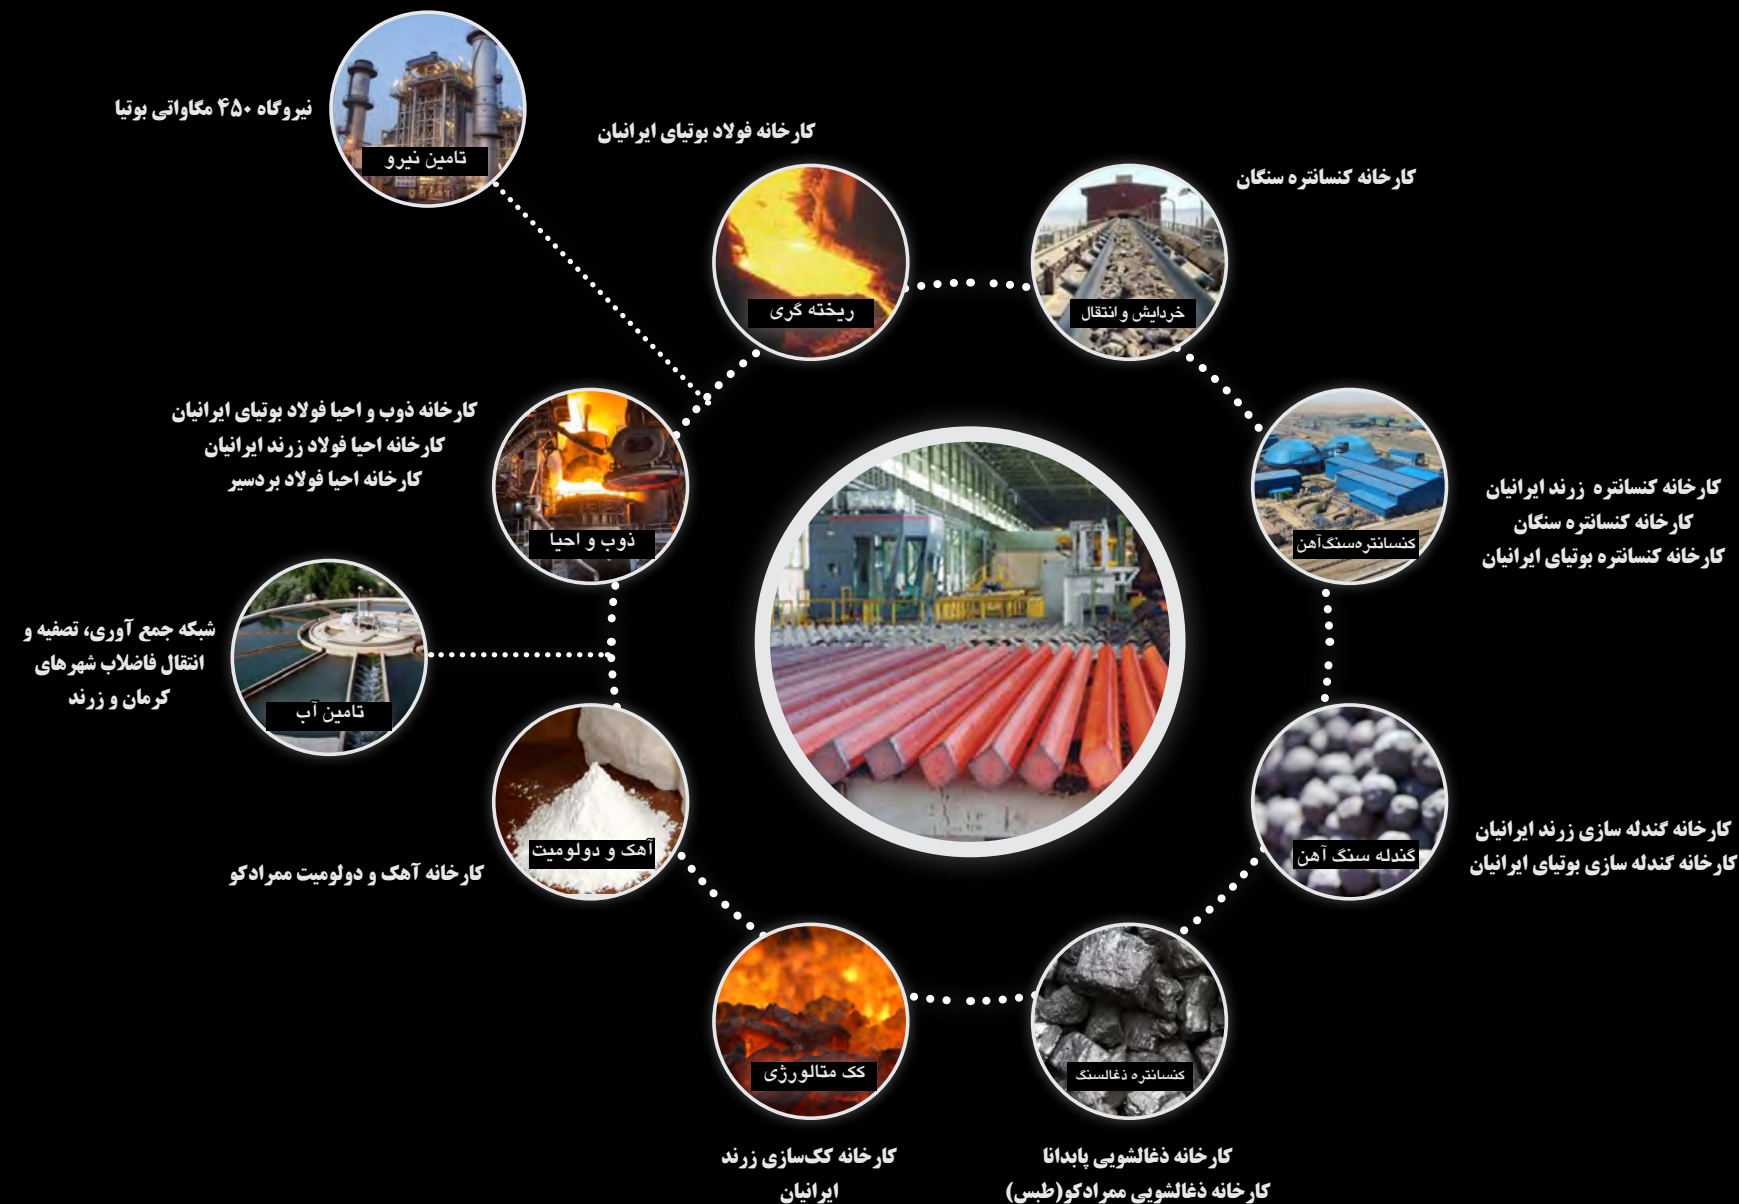 نیروگاه ۴۵۰ مگاواتی بوتیا
تامین نیرو
کارخانه فولاد بوتیای ایرانیان
ریخته گری
کارخانه کنسانتره سنگان
خردایش و انتقال
کارخانه ذوب و احیا فولاد بوتیای ایرانیان
کارخانه احیا فولاد زرند ایرانیان
کارخانه احیا فولاد بردسیر
ذوب و احیا
کارخانه کنسانتره زرند ایرانیان
کارخانه کنسانتره سنگان
کارخانه کنسانتره بوتیای ایرانیان
کنسانتره‌سنگ‌آهن
شبکه جمع آوری، تصفیه و
انتقال فاضلاب شهرهای
کرمان و زرند
تامین آب
کارخانه گندله سازی زرند ایرانیان
کارخانه گندله سازی بوتیای ایرانیان
گندله سنگ آهن
کارخانه آهک و دولومیت ممرادکو
آهک و دولومیت
کک متالورژی
کارخانه کک‌سازی زرند
ایرانیان
کنسانتره ذغالسنگ
کارخانه ذغالشویی پابدانا
کارخانه ذغالشویی ممرادکو(طبس)